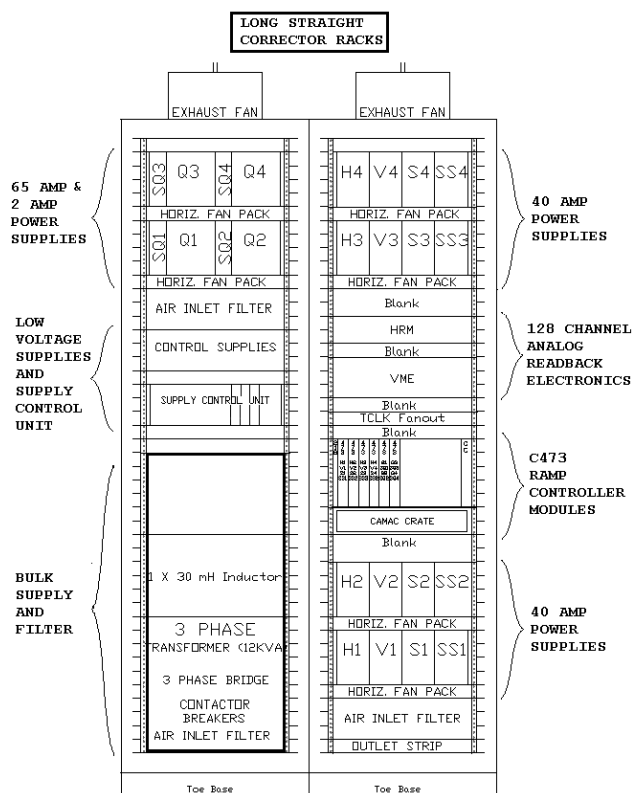 LONG STRAIGHT
CORRECTOR RACKS
EXHAUST FAN
EXHAUST FAN
65 AMP &
2 AMP
POWER
SUPPLIES
SQ3 Q3 SQ4 Q4
HORIZ. FAN PACK
SQ1 Q1 SQ2 Q2
HORIZ. FAN PACK
AIR INLET FILTER
LOW
VOLTAGE
SUPPLIES
AND
SUPPLY
CONTROL
UNIT
CONTROL SUPPLIES
SUPPLY CONTROL UNIT
BULK
SUPPLY
AND
FILTER
1 X 30 mH Inductor
3 PHASE
TRANSFORMER (12KVA)
3 PHASE BRIDGE
CONTACTOR
BREAKERS
AIR INLET FILTER
Toe Base
H4 V4 S4 SS4
HORIZ. FAN PACK
H3 V3 S3 SS3
HORIZ. FAN PACK
40 AMP
POWER
SUPPLIES
Blank
HRM
Blank
VME
Blank
128 CHANNEL
ANALOG
READBACK
ELECTRONICS
TCLK Fanout
Blank
CAMAC CRATE
C473
RAMP
CONTROLLER
MODULES
Blank
H2 V2 S2 SS2
HORIZ. FAN PACK
H1 V1 S1 SS1
HORIZ. FAN PACK
40 AMP
POWER
SUPPLIES
AIR INLET FILTER
OUTLET STRIP
Toe Base